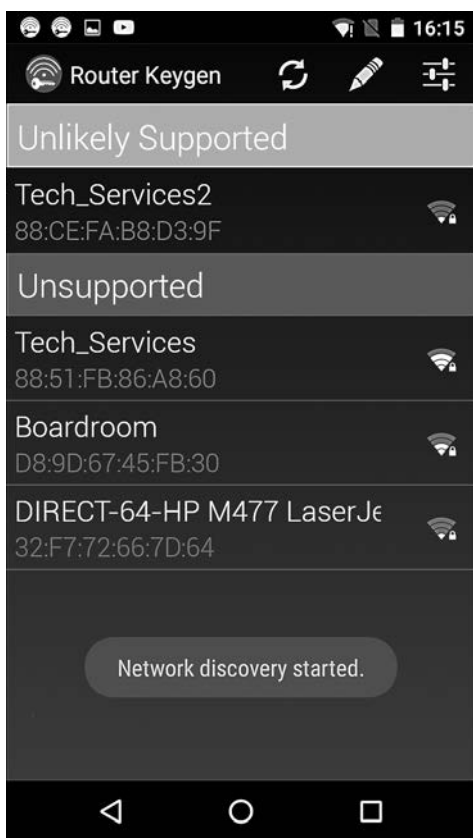 16:15
Router Keygen
Unlikely Supported
Tech_Services2
88:CE:FA:B8:D3:9F
Unsupported
Tech_Services
88:51:FB:86:A8:60
Boardroom
D8:9D:67:45:FB:30
DIRECT-64-HP M477 LaserJe
32:F7:72:66:7D:64
Network discovery started.